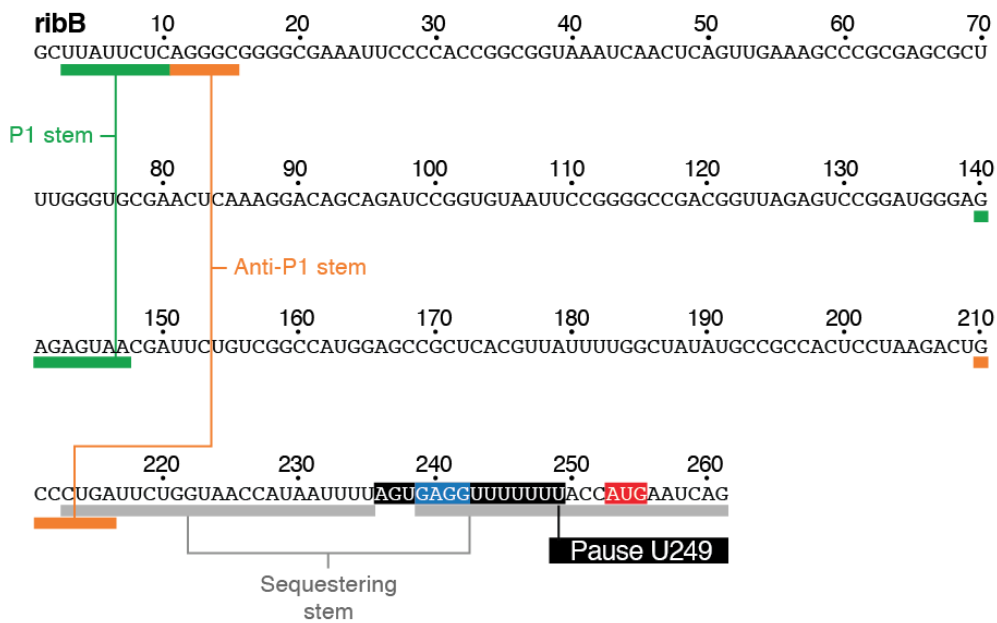 ribB 10 20 30 40 50 60 70
GCUUAUUCUCAGGGCGGGGCGAAAUUCCCCACCGGCGGUAAAUCAACUCAGUUGAAAGCCCGCGAGCGCU
P1 stem
80 90 100 110 120 130 140
UUGGGUGCGAACUCAAAGGACAGCAGAUCCGGUGUAAUUCCGGGGCCGACGGUUAGAGUCCGGAUGGGAG
Anti-P1 stem
150 160 170 180 190 200 210
AGAGUAACGAUUCUGUCGGCCAUGGAGCCGCUCACGUUAUUUUGGCUAUAUGCCGCCACUCCUAAGACUG
220 230 240 250 260
CCCUGAUUCUGGUAACCAUAAUUUUAGUGAGGUUUUUUUACCAUGAAUCAG
Pause U249
Sequestering
stem